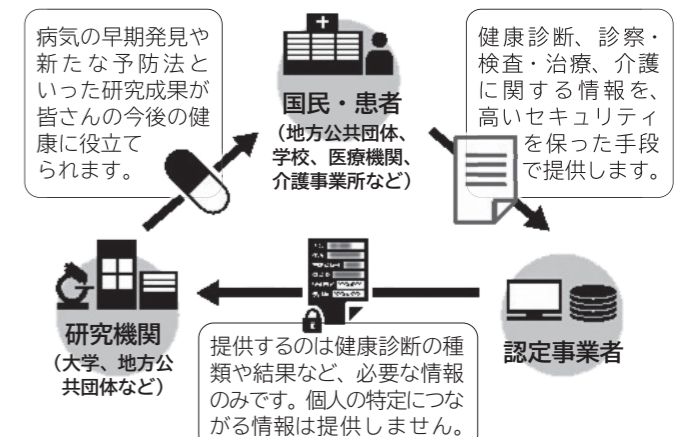 病気の早期発見や
新たな予防法と
いった研究成果が
皆さんの今後の健
康に役立て
られます。
国民・患者
（地方公共団体、
学校、医療機関、
介護事業所など）
健康診断、診察・
検査・治療、介護
に関する情報を、
高いセキュリティ
を保った手段
で提供します。
研究機関
（大学、地方公
共団体など）
提供するのは健康診断の種
類や結果など、必要な情報
のみです。個人の特定につな
がる情報は提供しません。
認定事業者